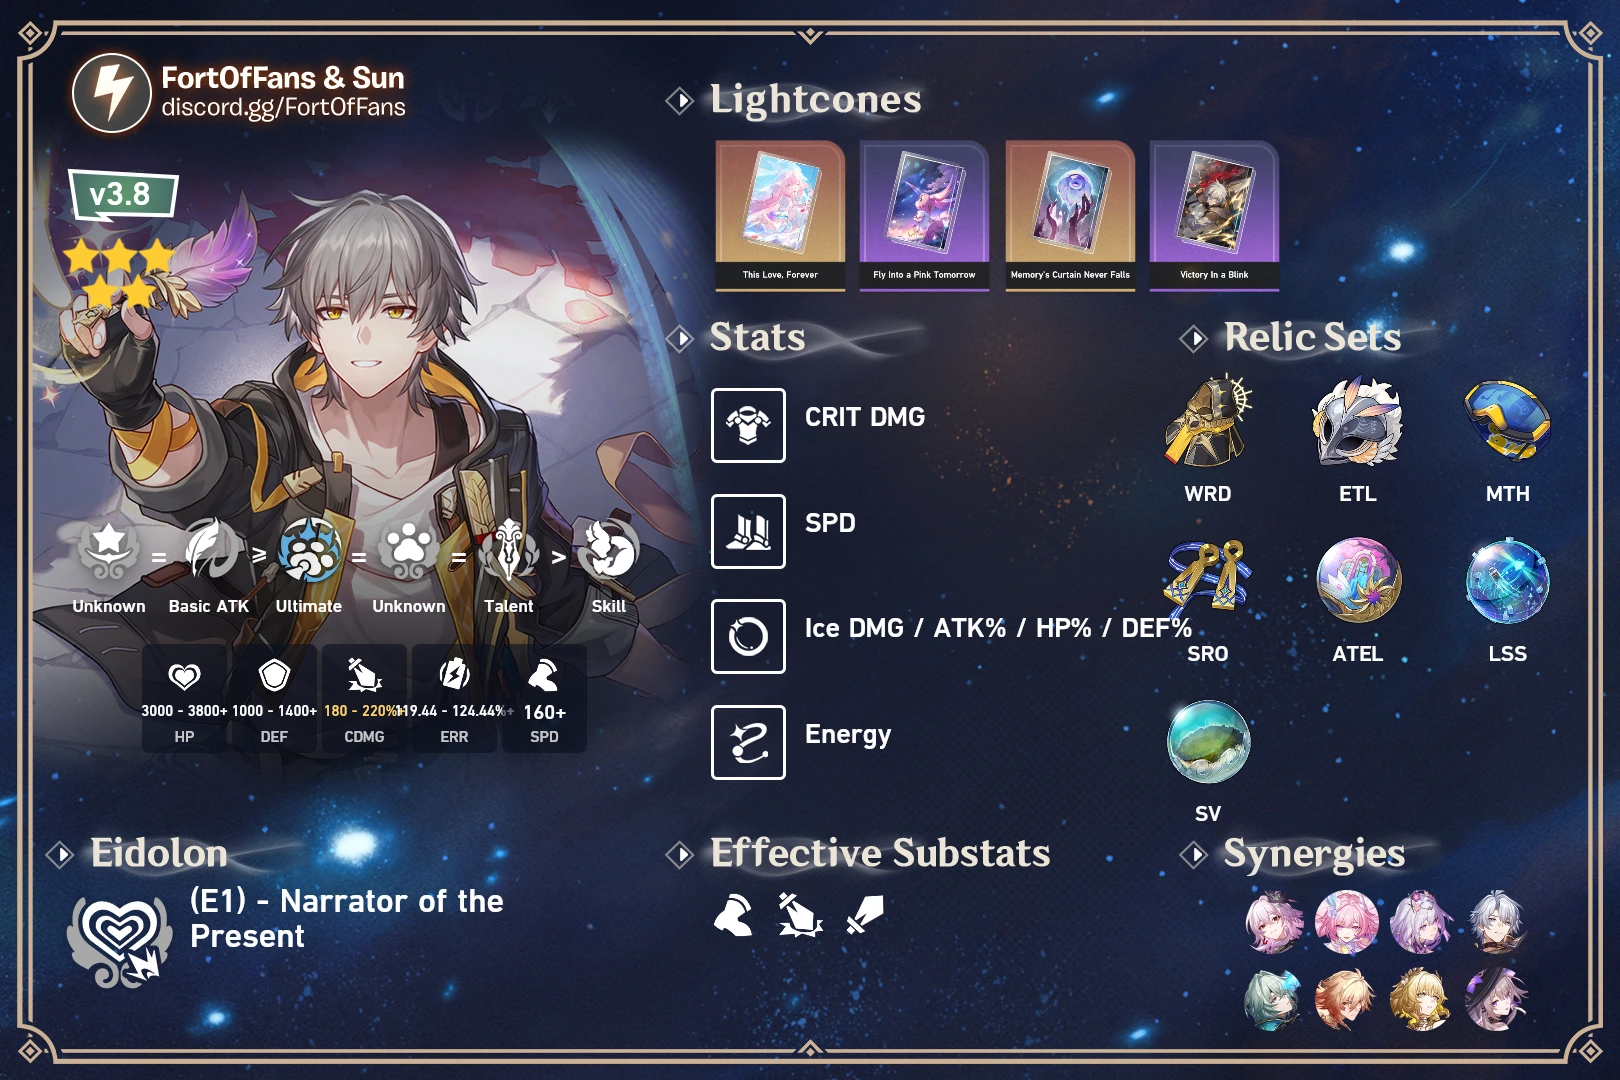 FortOfFans & Sun
discord.gg/FortOfFans
v3.8
Unknown = Basic ATK ≥ Ultimate = Unknown = Talent > Skill
3000 - 3800+ 1000 - 1400+ 180 - 220%+ 119.44 - 124.44%+ 160+
HP DEF CDMG ERR SPD
Eidolon
(E1) - Narrator of the
Present
Lightcones
This Love, Forever
Fly Into a Pink Tomorrow
Memory's Curtain Never Falls
Victory In a Blink
Stats
CRIT DMG
SPD
Ice DMG / ATK% / HP% / DEF%
Energy
Relic Sets
WRD ETL MTH
SRO ATEL LSS
SV
Effective Substats
Synergies